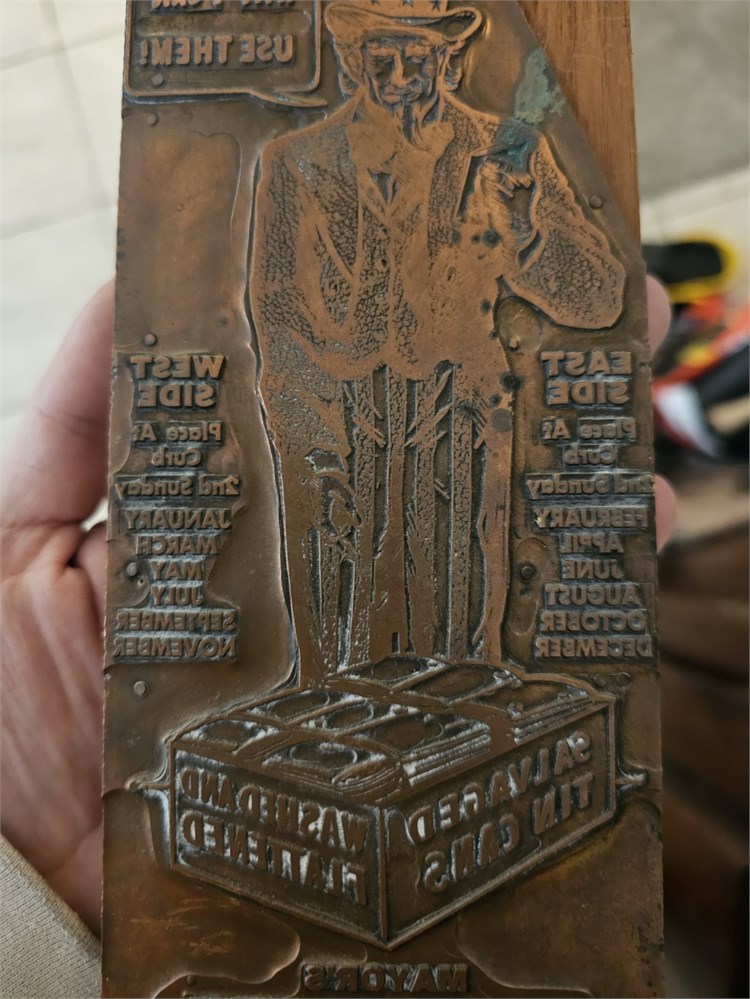 USE THEM!
EAST
SIDE
Place At
Curb
2nd Sunday
FEBRUARY
APRIL
JUNE
AUGUST
OCTOBER
DECEMBER
WEST
SIDE
Place At
Curb
2nd Sunday
JANUARY
MARCH
MAY
JULY
SEPTEMBER
NOVEMBER
SALVAGED
TIN CANS
WASHED AND
FLATTENED
MAYOR'S